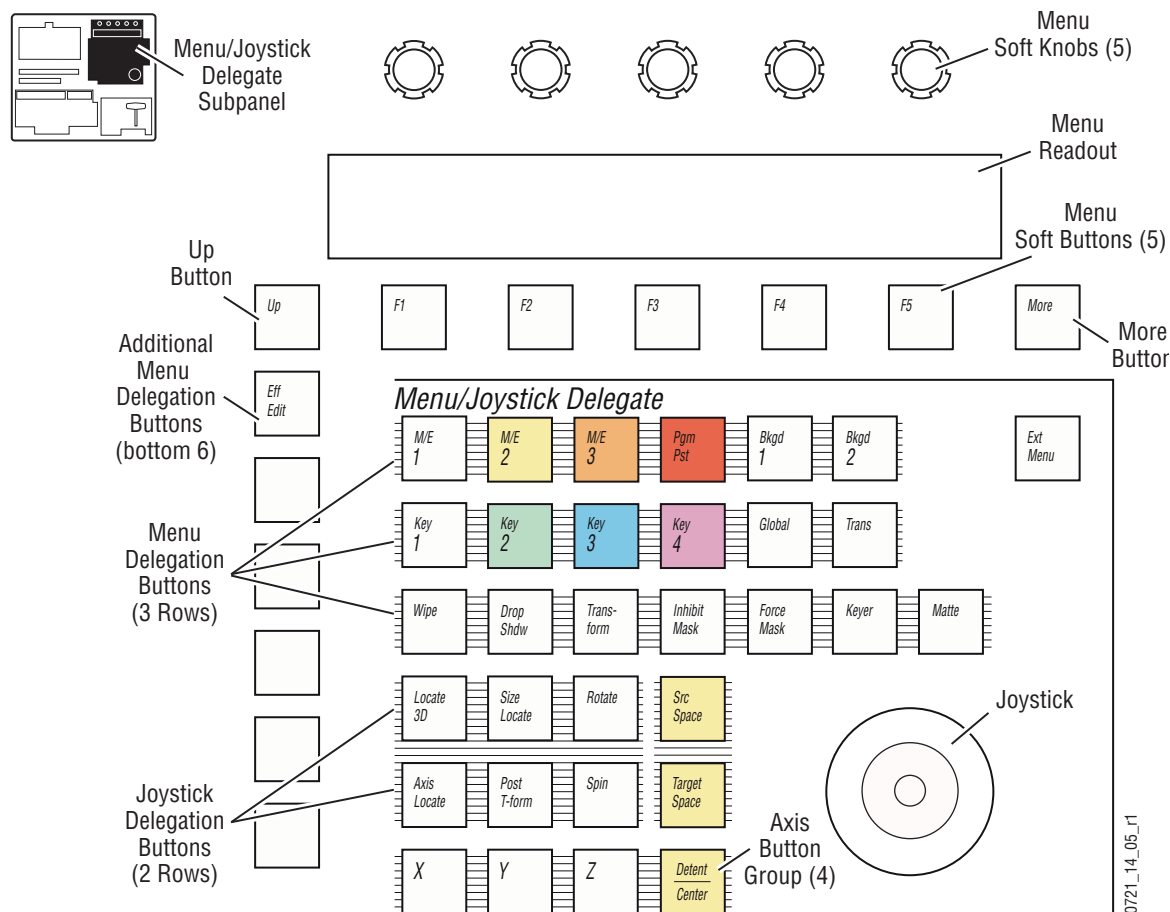 Menu/Joystick
Delegate
Subpanel
Menu
Soft Knobs (5)
Menu
Readout
Menu
Soft Buttons (5)
Up
Button
Up
F1
F2
F3
F4
F5
More
More
Button
Additional
Menu
Delegation
Buttons
(bottom 6)
Eff
Edit
Menu/Joystick Delegate
M/E
1
M/E
2
M/E
3
Pgm
Pst
Bkgd
1
Bkgd
2
Ext
Menu
Menu
Delegation
Buttons
(3 Rows)
Key
1
Key
2
Key
3
Key
4
Global
Trans
Wipe
Drop
Shdw
Trans-
form
Inhibit
Mask
Force
Mask
Keyer
Matte
Locate
3D
Size
Locate
Rotate
Src
Space
Joystick
Joystick
Delegation
Buttons
(2 Rows)
Axis
Locate
Post
T-form
Spin
Target
Space
Axis
Button
Group (4)
X
Y
Z
Detent
Center
0721_14_05_r1